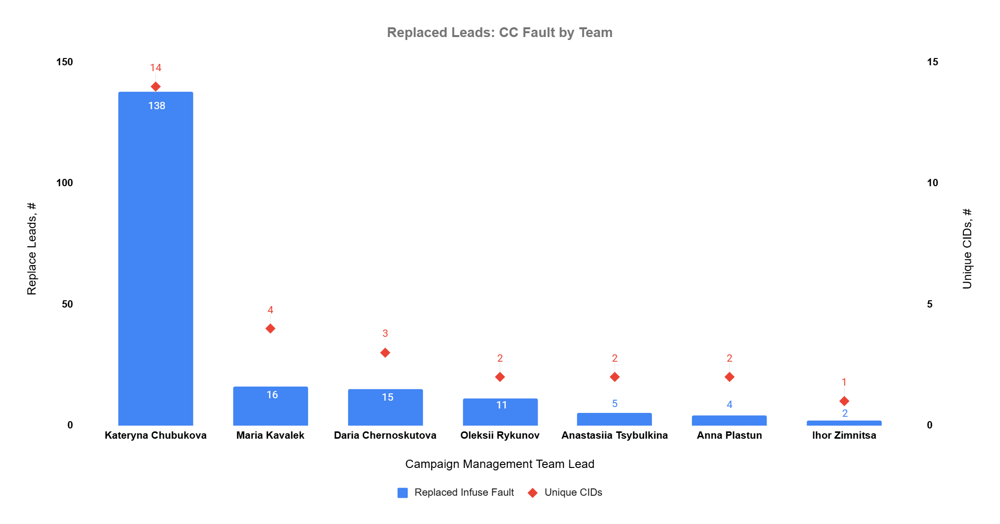 Replaced Leads: CC Fault by Team
150
100
50
0
Replace Leads, #
15
10
5
0
Unique CIDs, #
14
138
4
16
3
15
2
11
2
5
2
4
1
2
Kateryna Chubukova
Maria Kavalek
Daria Chernoskutova
Oleksii Rykunov
Anastasiia Tsybulkina
Anna Plastun
Ihor Zimnitsa
Campaign Management Team Lead
Replaced Infuse Fault
Unique CIDs